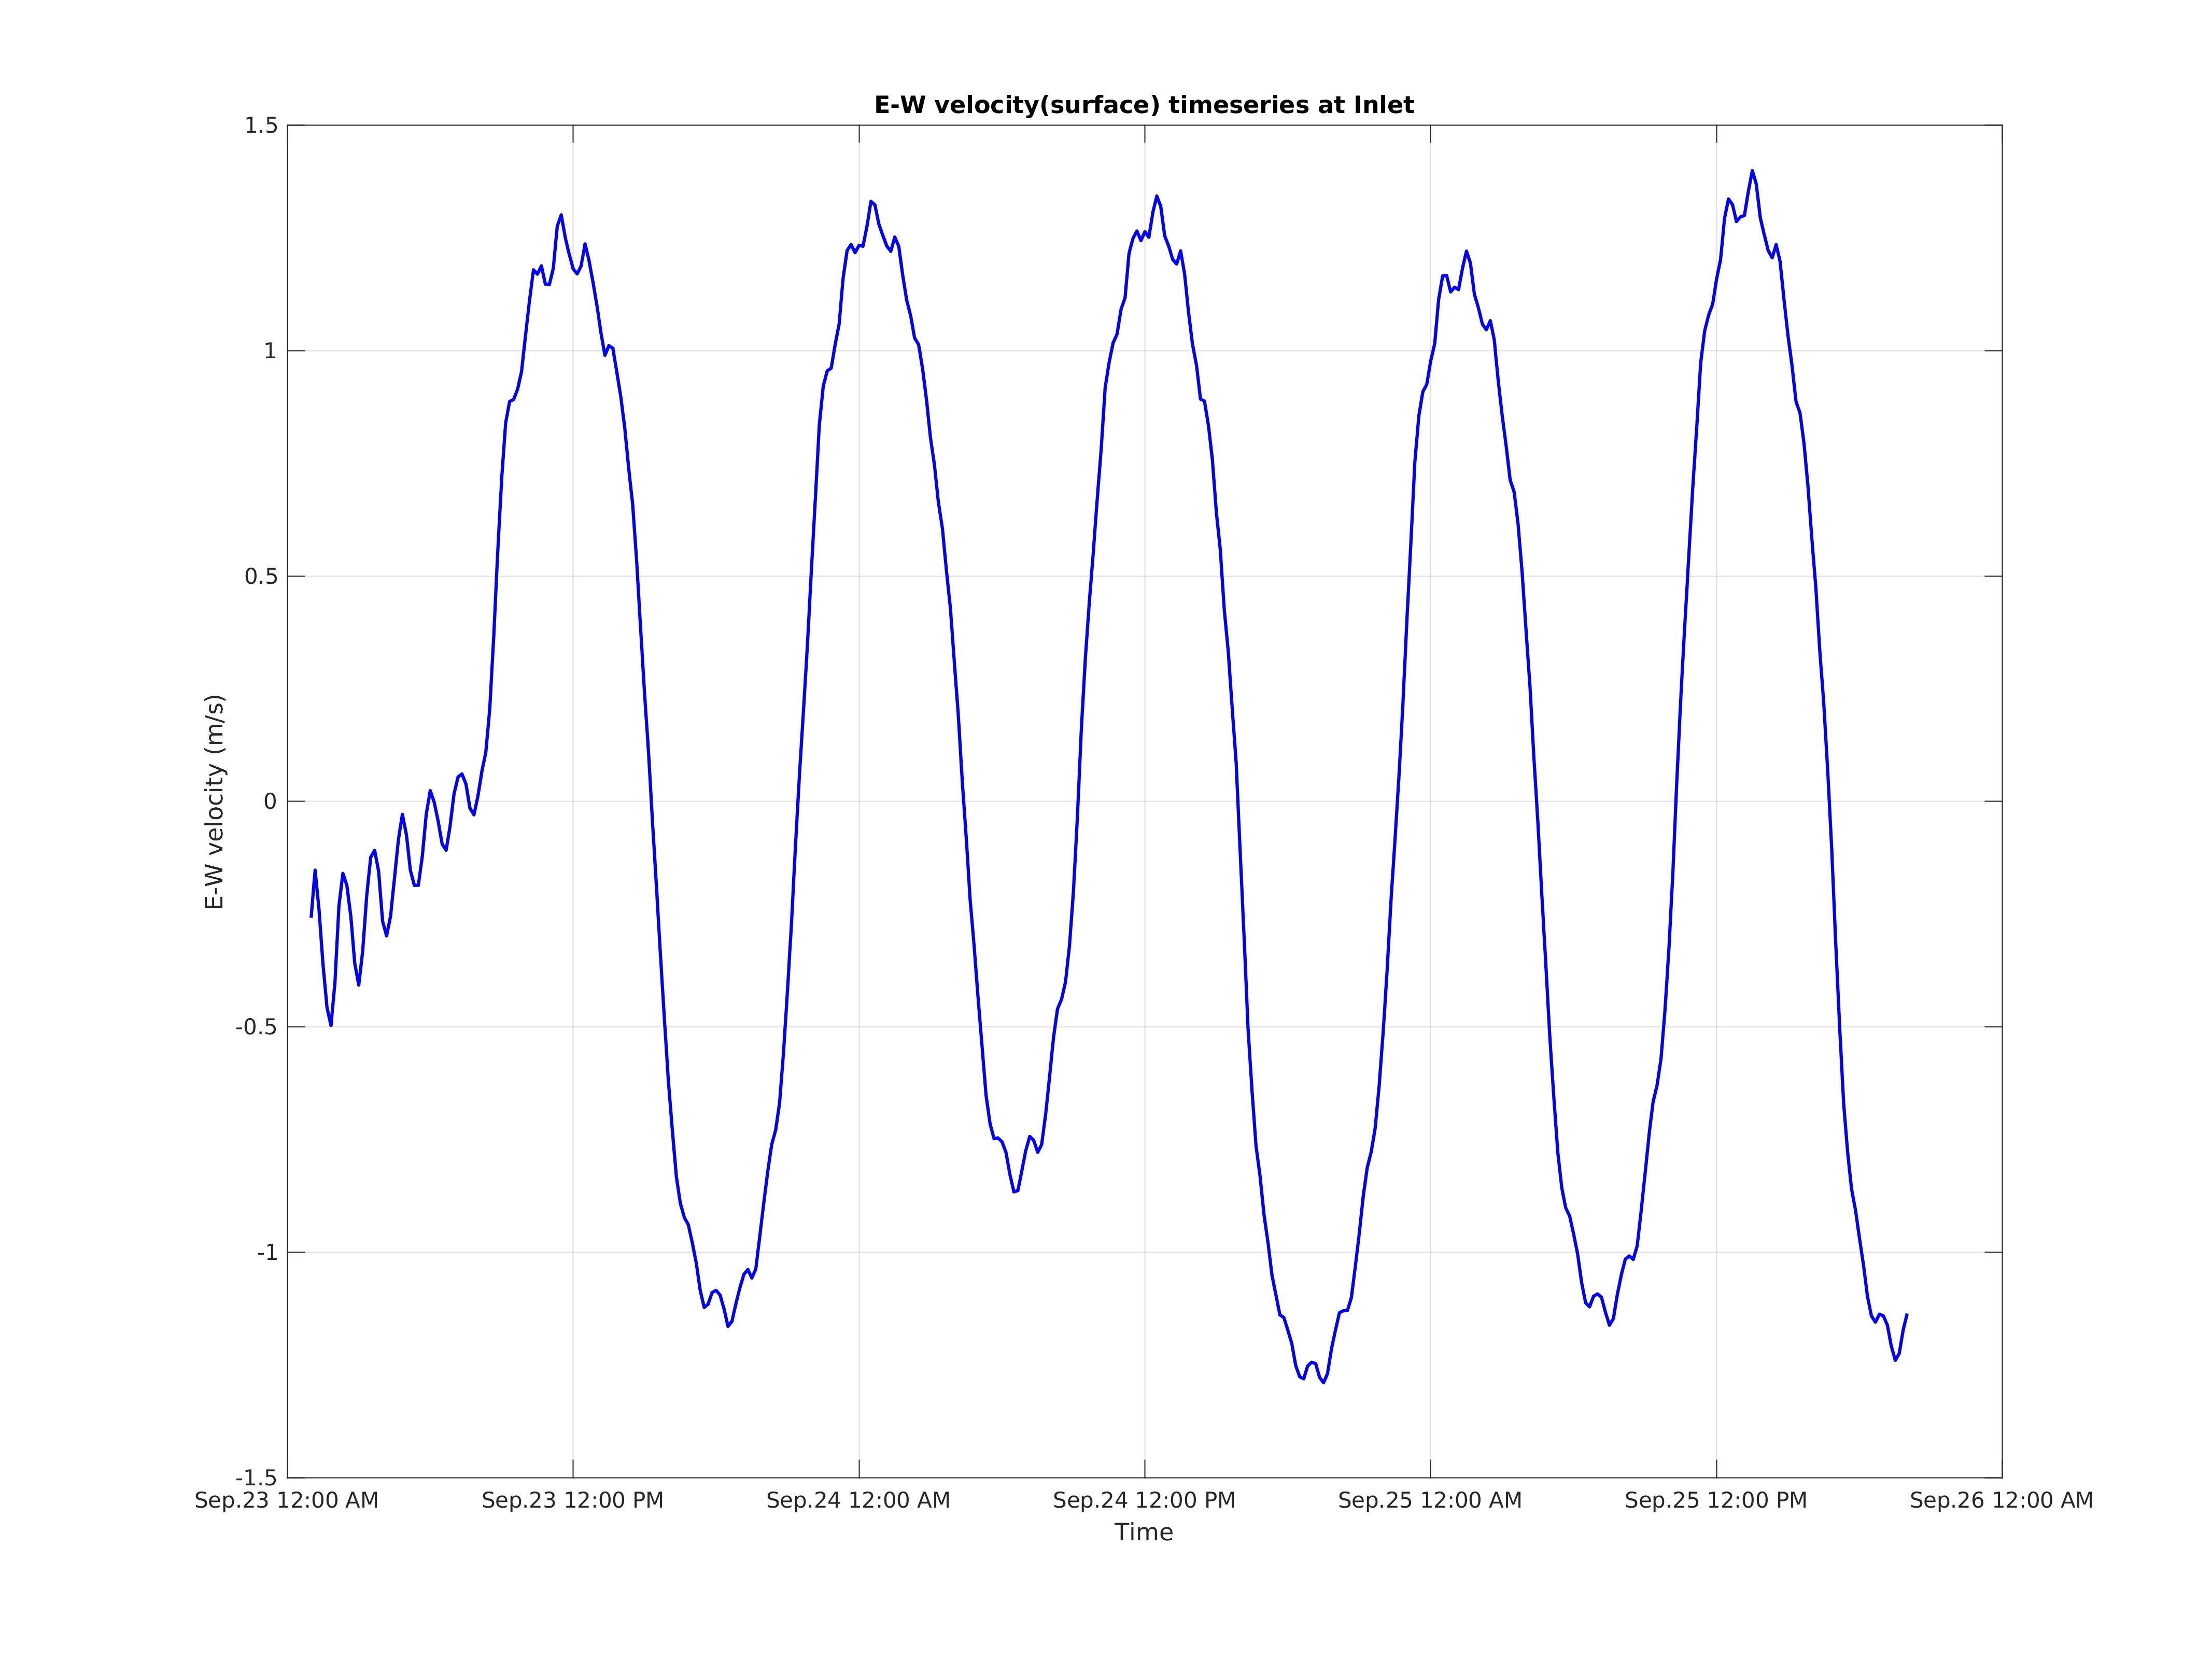 E-W velocity(surface) timeseries at Inlet
1.5
1
0.5
0
-0.5
-1
-1.5
E-W velocity (m/s)
Sep.23 12:00 AM Sep.23 12:00 PM Sep.24 12:00 AM Sep.24 12:00 PM Sep.25 12:00 AM Sep.25 12:00 PM Sep.26 12:00 AM
Time